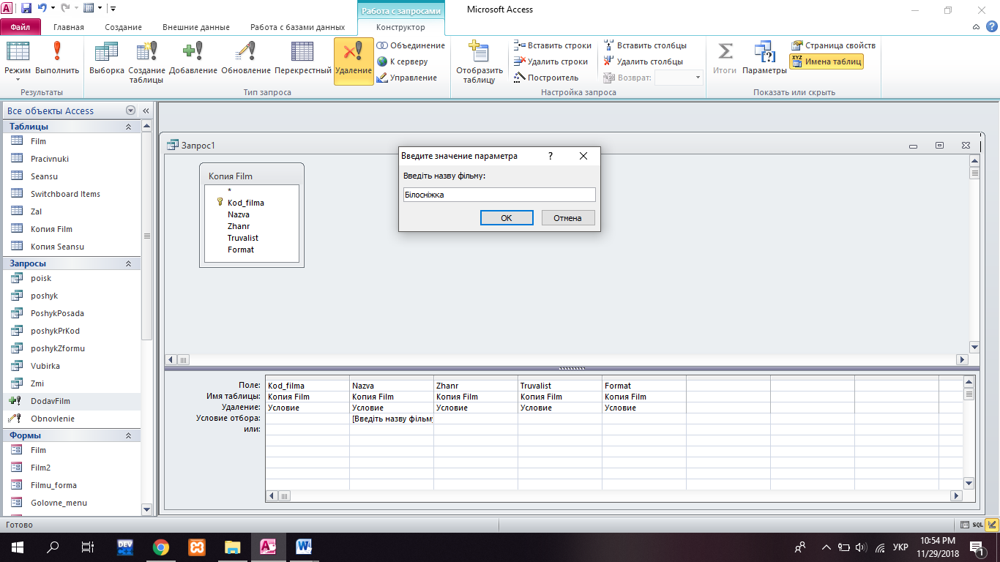 Работа с запросами
Microsoft Access
Файл
Главная
Создание
Внешние данные
Работа с базами данных
Конструктор
Режим
Выполнить
Выборка
Создание таблицы
Добавление
Обновление
Перекрестный
Удаление
Объединение
К серверу
Управление
Отобразить таблицу
Вставить строки
Удалить строки
Построитель
Вставить столбцы
Удалить столбцы
Возврат:
Итоги
Параметры
Страница свойств
XYZ Имена таблиц
Результаты
Тип запроса
Настройка запроса
Показать или скрыть
Все объекты Access
Таблицы
Film
Pracivnuki
Seansu
Switchboard Items
Zal
Копия Film
Копия Seansu
Запросы
poisk
poshyk
PoshykPosada
poshykPrKod
poshykZformu
Vubirka
Zmi
DodavFilm
Obnovlenie
Формы
Film
Film2
Filmu_forma
Golovne_menu
Запрос1
Копия Film
*
Kod_filma
Nazva
Zhanr
Truvalist
Format
Введите значение параметра
?
Введіть назву фільму:
Білосніжка
ОК
Отмена
Поле: Kod_filma Nazva Zhanr Truvalist Format
Имя таблицы: Копия Film Копия Film Копия Film Копия Film Копия Film
Удаление: Условие Условие Условие Условие Условие
Условие отбора: [Введіть назву фільму
или:
Готово
SQL
DEV
УКР
10:54 PM
11/29/2018
1